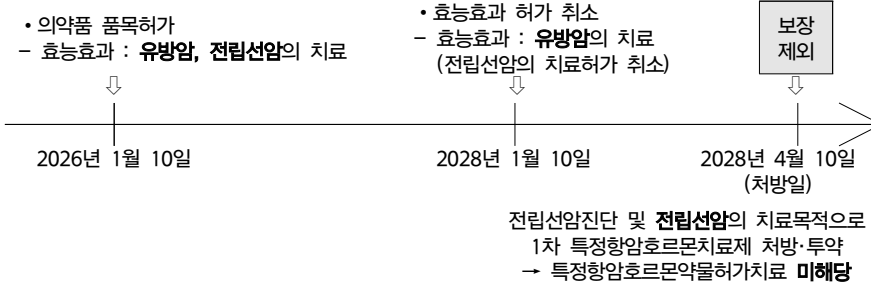 • 의약품 품목허가
– 효능효과 : 유방암, 전립선암의 치료
• 효능효과 허가 취소
– 효능효과 : 유방암의 치료
(전립선암의 치료허가 취소)
보장
제외
2026년 1월 10일
2028년 1월 10일
2028년 4월 10일
(처방일)
전립선암진단 및 전립선암의 치료목적으로
1차 특정항암호르몬치료제 처방·투약
→ 특정항암호르몬약물허가치료 미해당